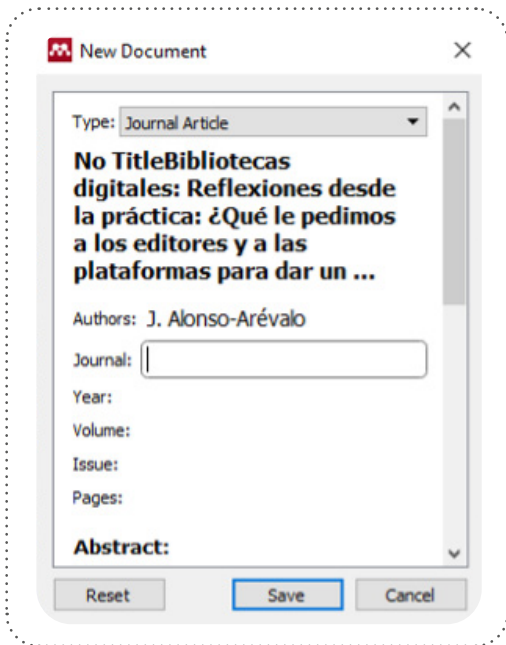 New Document
Type: Journal Article
No TitleBibliotecas
digitales: Reflexiones desde
la práctica: ¿Qué le pedimos
a los editores y a las
plataformas para dar un ...
Authors: J. Alonso-Arévalo
Journal:
Year:
Volume:
Issue:
Pages:
Abstract:
Reset Save Cancel